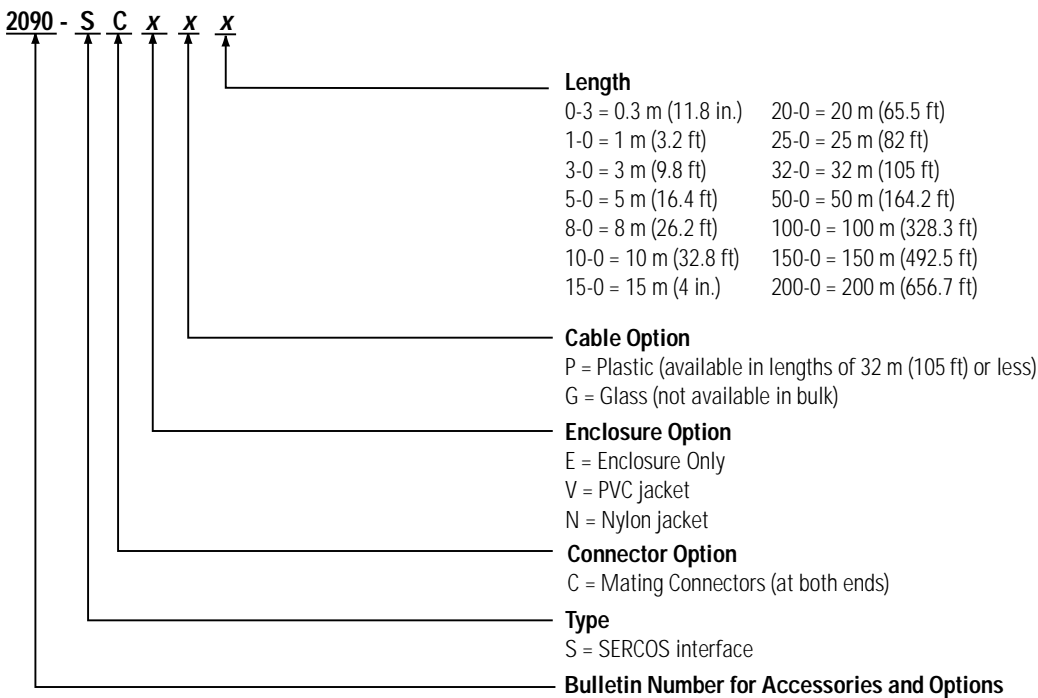 2090 - S C x x x
Length
0-3 = 0.3 m (11.8 in.) 20-0 = 20 m (65.5 ft)
1-0 = 1 m (3.2 ft) 25-0 = 25 m (82 ft)
3-0 = 3 m (9.8 ft) 32-0 = 32 m (105 ft)
5-0 = 5 m (16.4 ft) 50-0 = 50 m (164.2 ft)
8-0 = 8 m (26.2 ft) 100-0 = 100 m (328.3 ft)
10-0 = 10 m (32.8 ft) 150-0 = 150 m (492.5 ft)
15-0 = 15 m (4 in.) 200-0 = 200 m (656.7 ft)
Cable Option
P = Plastic (available in lengths of 32 m (105 ft) or less)
G = Glass (not available in bulk)
Enclosure Option
E = Enclosure Only
V = PVC jacket
N = Nylon jacket
Connector Option
C = Mating Connectors (at both ends)
Type
S = SERCOS interface
Bulletin Number for Accessories and Options